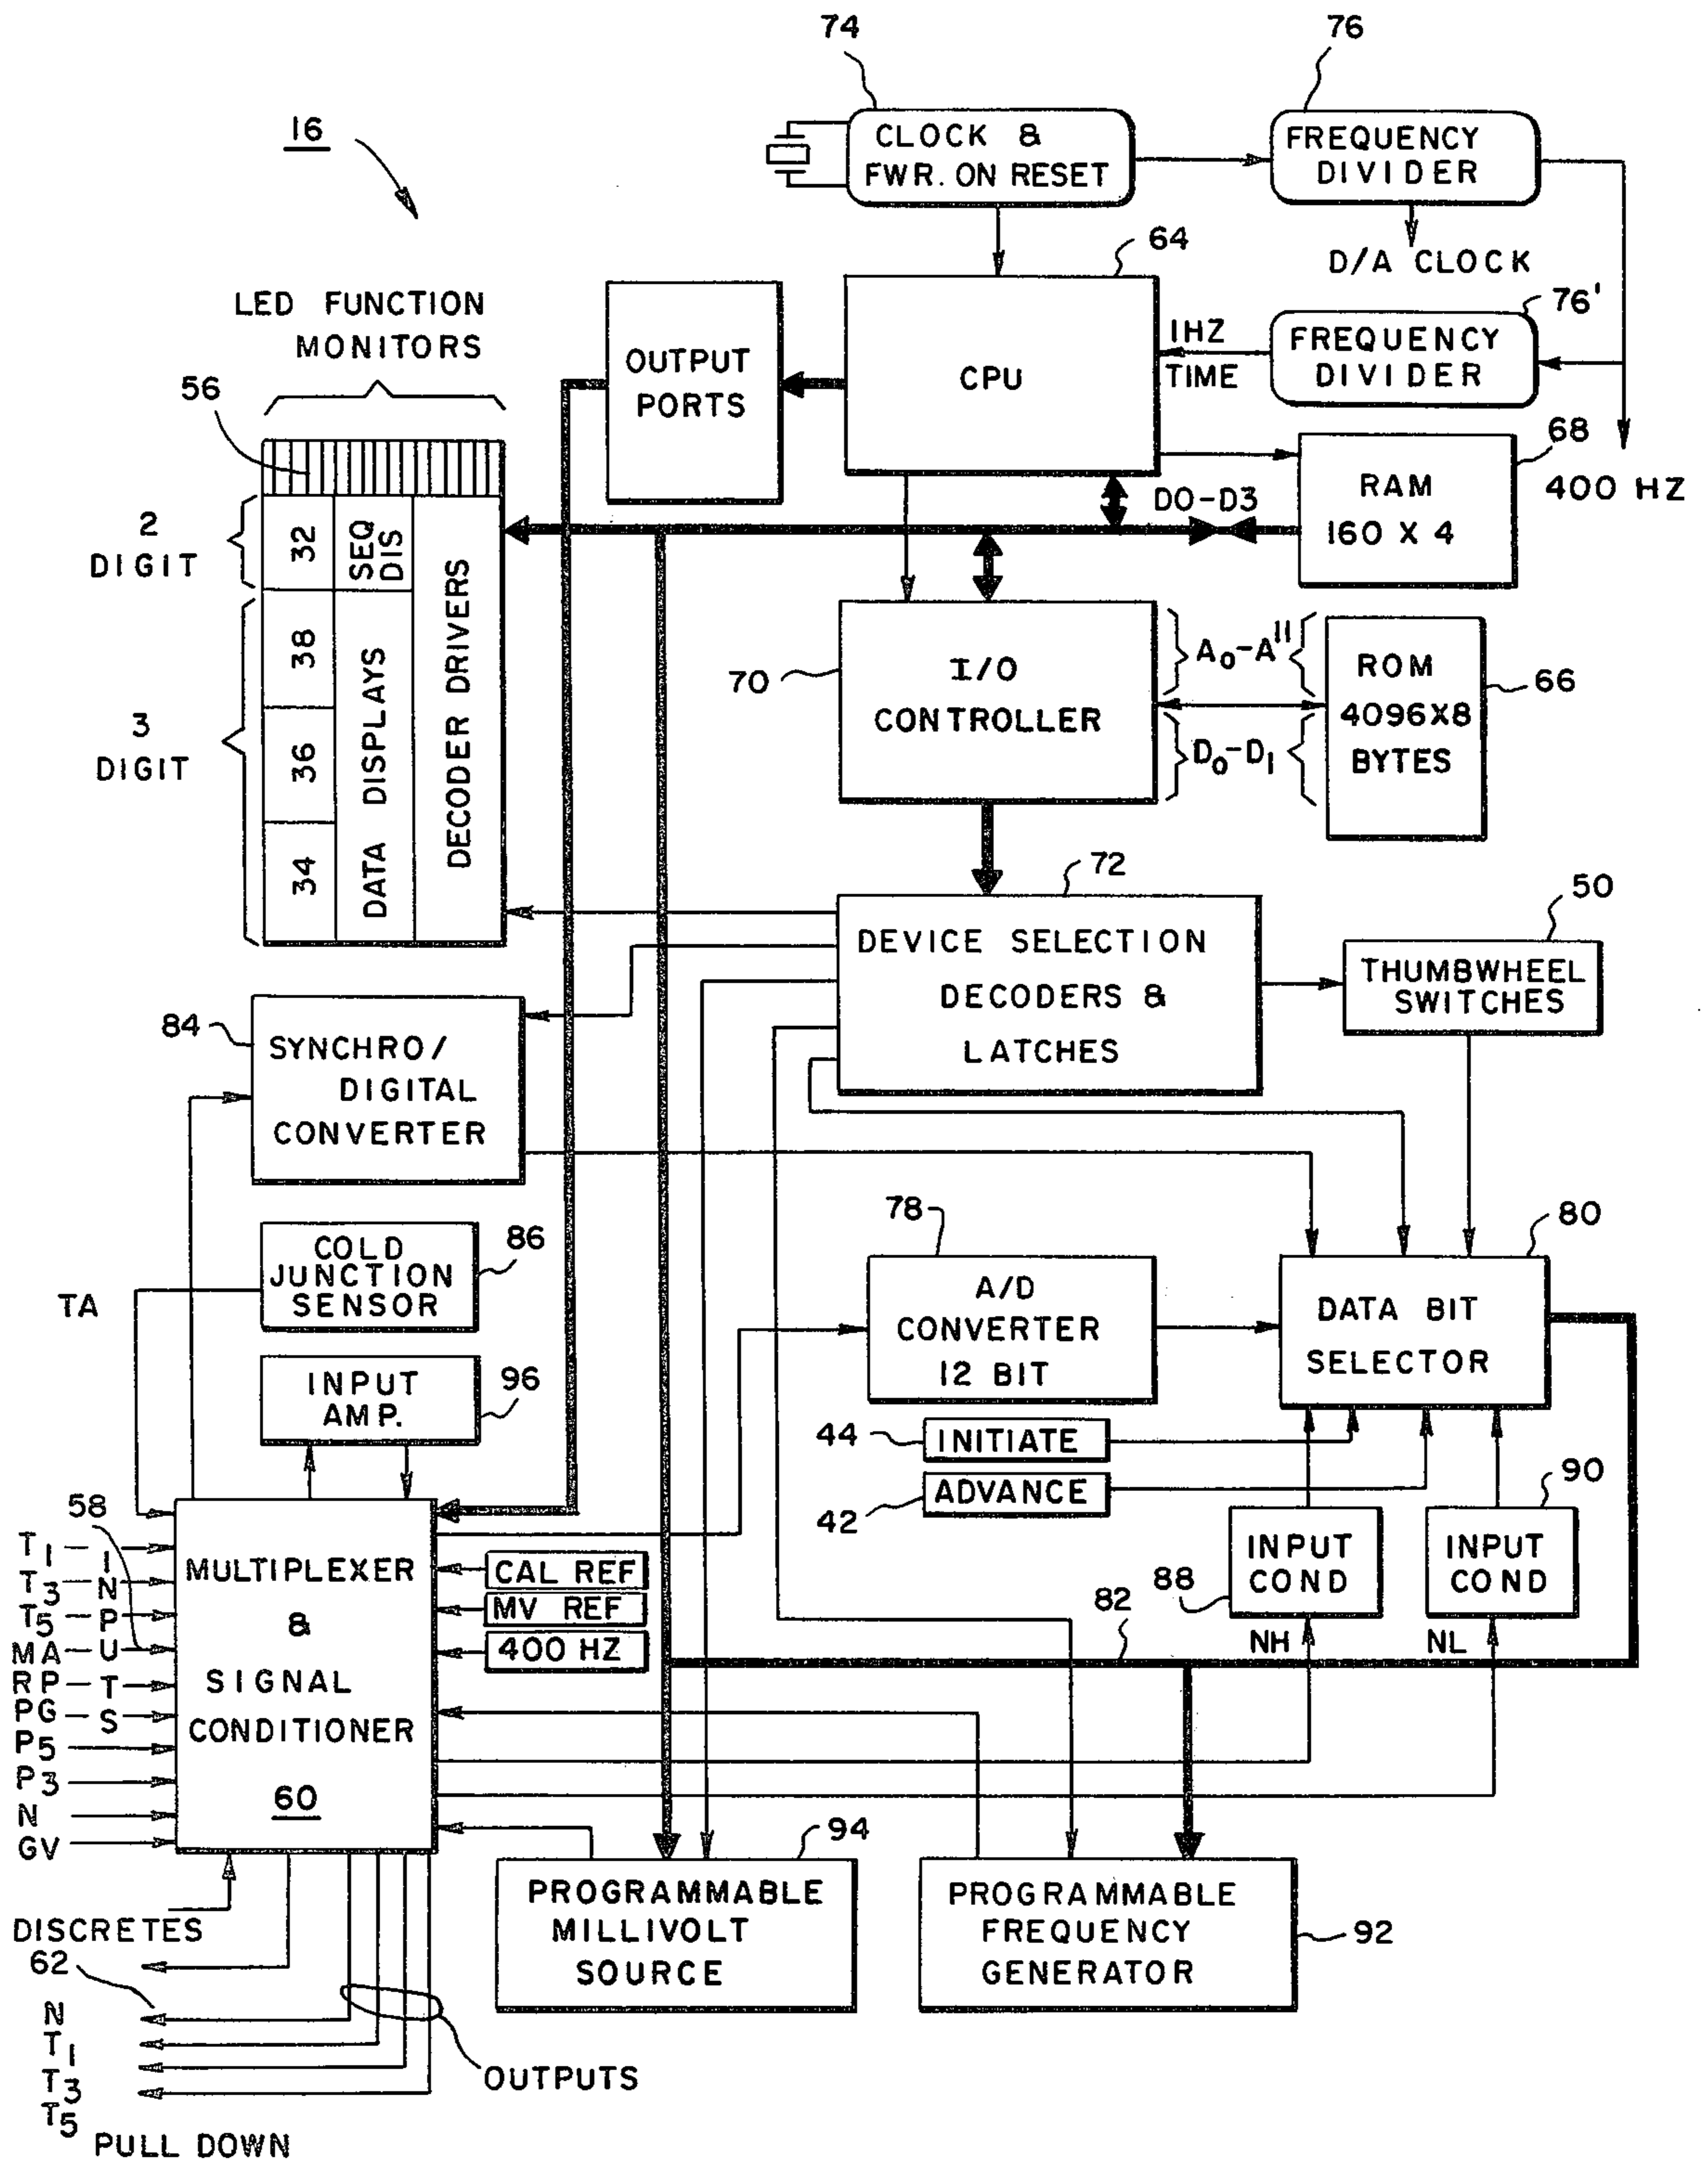 74
76
16
CLOCK &
FWR. ON RESET
FREQUENCY
DIVIDER
D/A CLOCK
64
76'
LED FUNCTION
MONITORS
OUTPUT
PORTS
CPU
1HZ
TIME
FREQUENCY
DIVIDER
56
68
RAM
160 X 4
400 HZ
D0-D3
2
DIGIT
32
SEQ
DIS
38
36
34
DATA DISPLAYS
DECODER DRIVERS
3
DIGIT
70
I/O
CONTROLLER
A0-A11
D0-D1
ROM
4096X8
BYTES
66
72
50
DEVICE SELECTION
DECODERS &
LATCHES
THUMBWHEEL
SWITCHES
84
SYNCHRO/
DIGITAL
CONVERTER
78
80
COLD
JUNCTION
SENSOR
86
TA
A/D
CONVERTER
12 BIT
DATA BIT
SELECTOR
INPUT
AMP.
96
44
INITIATE
42
ADVANCE
90
58
INPUT
COND
88
INPUT
COND
82
NH
NL
T1
T3
T5
MA
RP
PG
P5
P3
N
GV
INPUTS
MULTIPLEXER
&
SIGNAL
CONDITIONER
60
CAL REF
MV REF
400 HZ
94
PROGRAMMABLE
MILLIVOLT
SOURCE
PROGRAMMABLE
FREQUENCY
GENERATOR
92
DISCRETES
62
N
T1
T3
T5
OUTPUTS
PULL DOWN